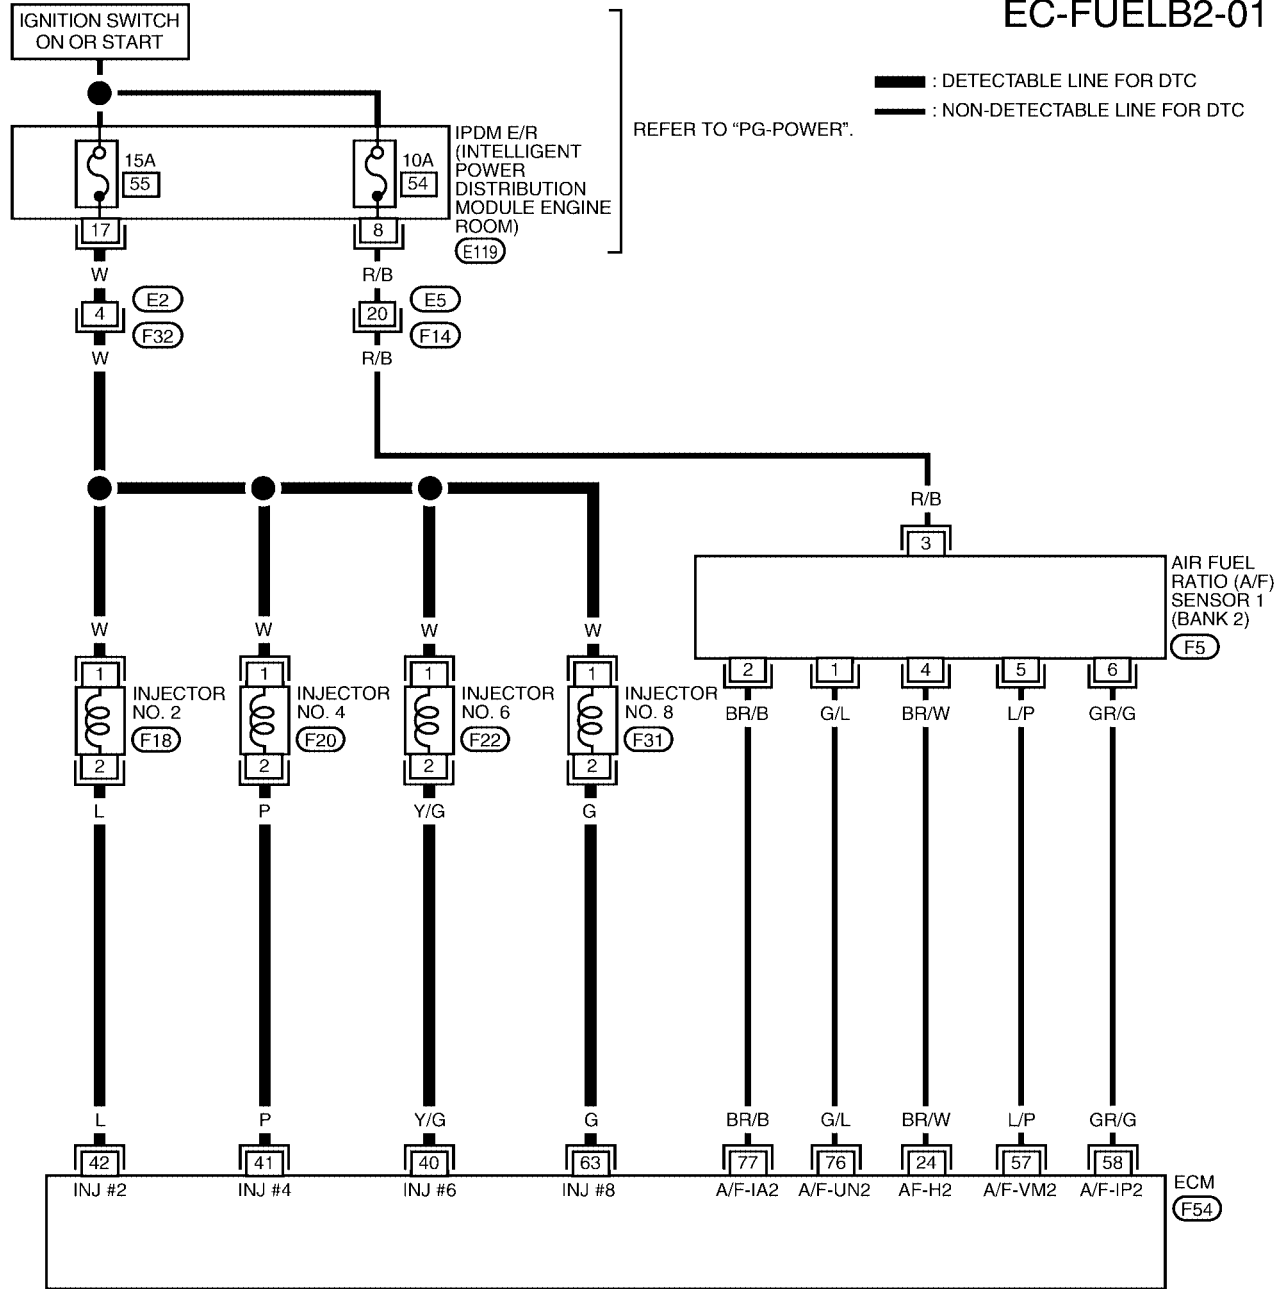 EC-FUELB2-01
IGNITION SWITCH
ON OR START
: DETECTABLE LINE FOR DTC
: NON-DETECTABLE LINE FOR DTC
REFER TO “PG-POWER”.
15A
55
10A
54
IPDM E/R
(INTELLIGENT
POWER
DISTRIBUTION
MODULE ENGINE
ROOM)
E119
17
8
W
R/B
4
E2
F32
20
E5
F14
W
R/B
R/B
3
AIR FUEL
RATIO (A/F)
SENSOR 1
(BANK 2)
F5
W
W
W
W
1
1
1
1
INJECTOR
NO. 2
F18
INJECTOR
NO. 4
F20
INJECTOR
NO. 6
F22
INJECTOR
NO. 8
F31
2
2
2
2
2
1
4
5
6
BR/B
G/L
BR/W
L/P
GR/G
L
P
Y/G
G
L
P
Y/G
G
BR/B
G/L
BR/W
L/P
GR/G
42
41
40
63
77
76
24
57
58
INJ #2
INJ #4
INJ #6
INJ #8
A/F-IA2
A/F-UN2
AF-H2
A/F-VM2
A/F-IP2
ECM
F54